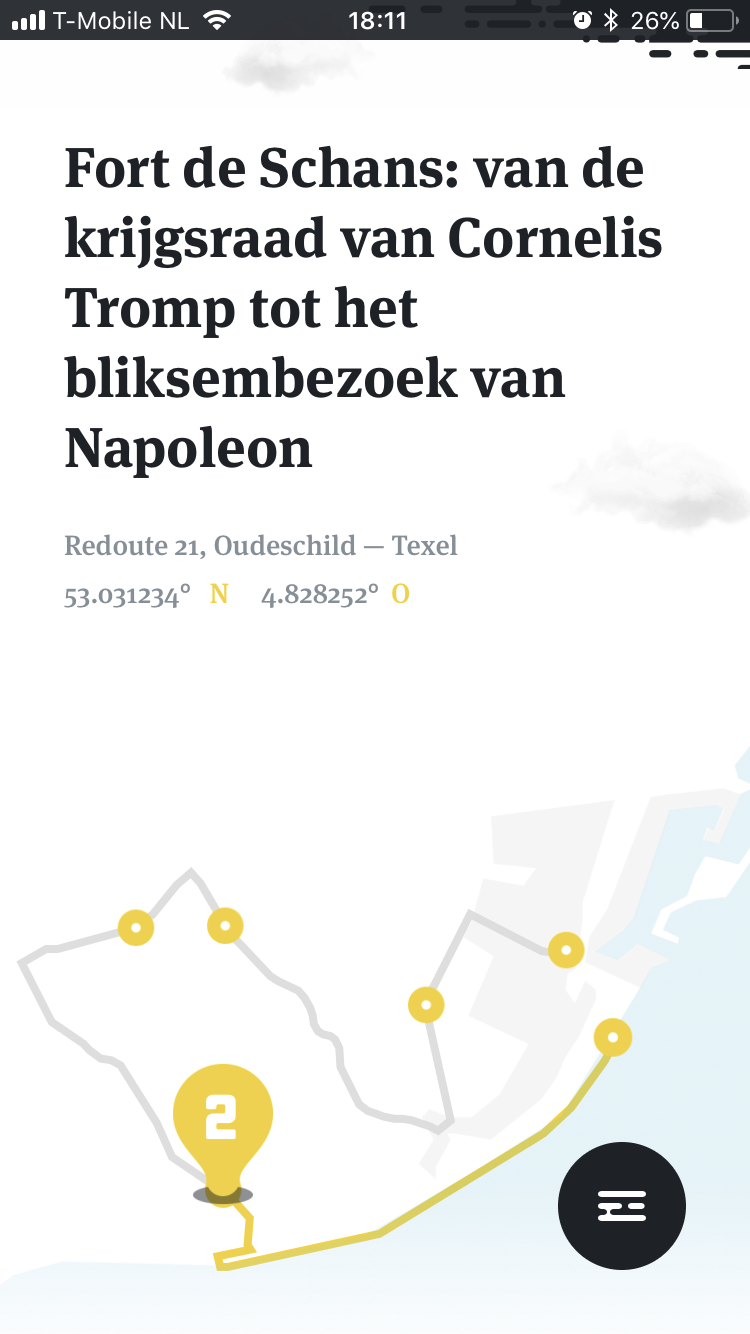 T-Mobile NL 18:11 26%
Fort de Schans: van de
krijgsraad van Cornelis
Tromp tot het
bliksembezoek van
Napoleon
Redoute 21, Oudeschild — Texel
53.031234° N 4.828252° O
2